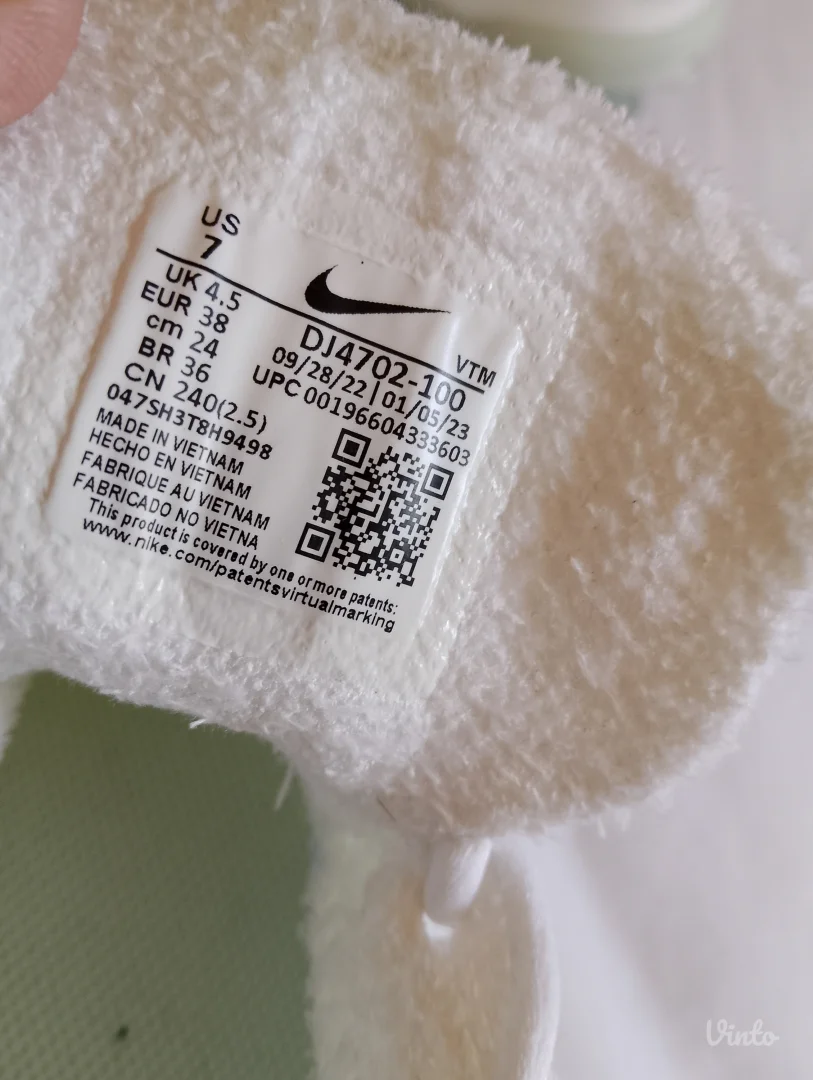 US
7
UK 4.5
EUR 38
cm 24
BR 36
CN 240(2.5)
047SH3T8H9498
VTM
DJ4702-100
09/28/22 | 01/05/23
UPC 00196604333603
MADE IN VIETNAM
HECHO EN VIETNAM
FABRIQUE AU VIETNAM
FABRICADO NO VIETNA
This product is covered by one or more patents:
www.nike.com/patentsvirtualmarking
Vinto